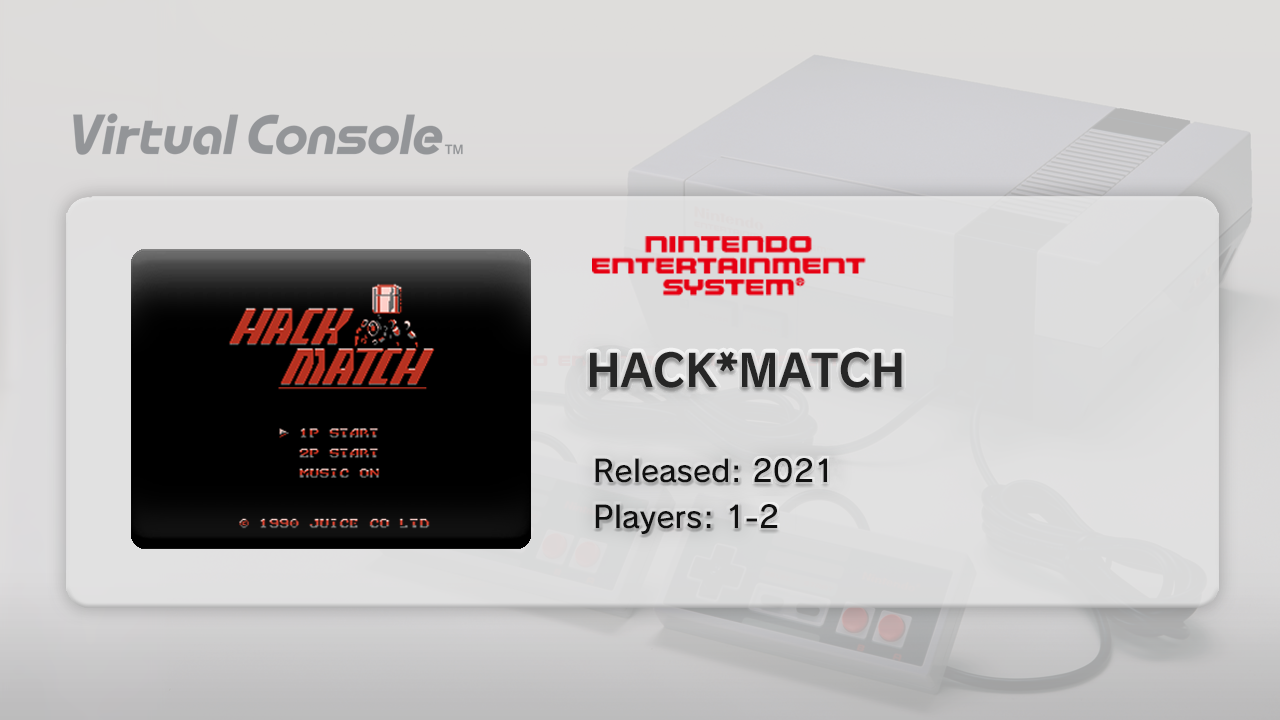 Virtual Console™
NINTENDO
ENTERTAINMENT
SYSTEM®
HACK
MATCH
1P START
2P START
MUSIC ON
© 1990 JUICE CO LTD
HACK*MATCH
Released: 2021
Players: 1-2